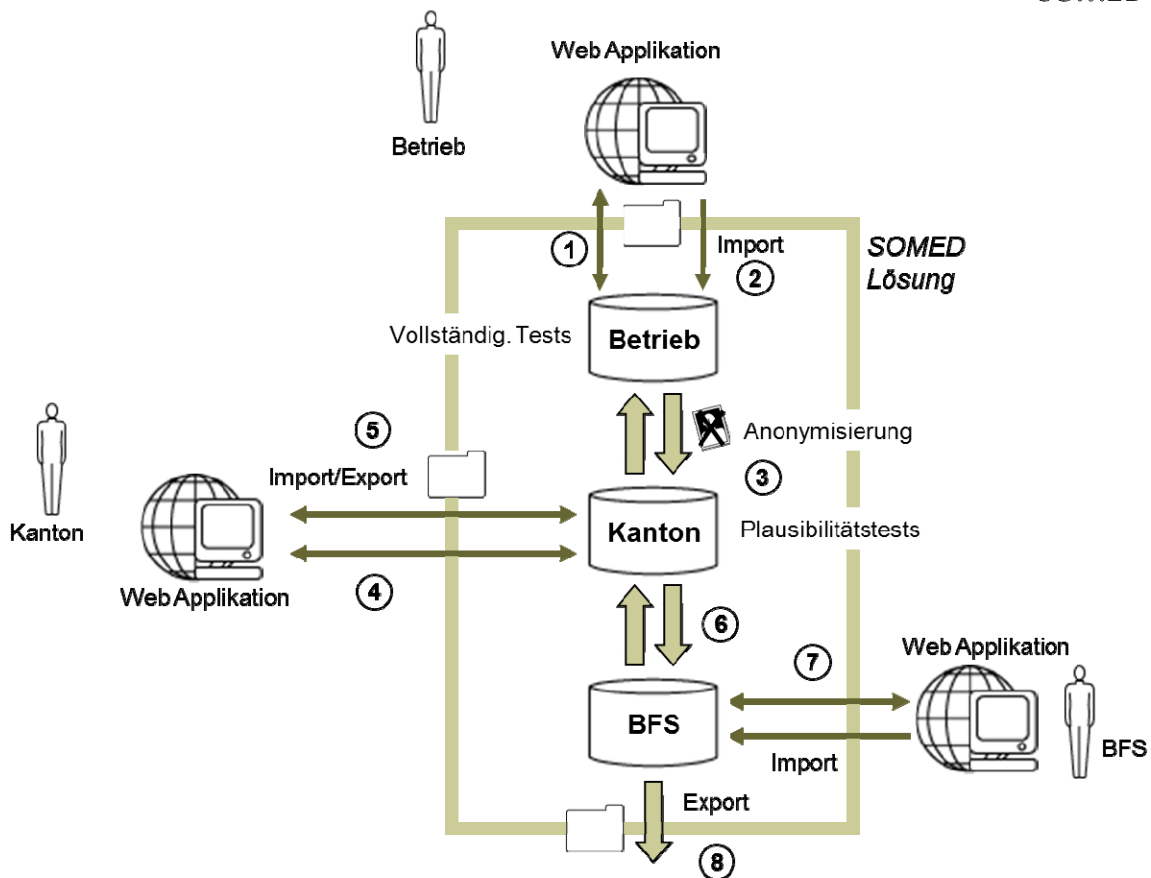 Web Applikation
Betrieb
1
Import
2
SOMED
Lösung
Vollständig. Tests
Betrieb
5
Anonymisierung
Import/Export
3
Kanton
Kanton
Plausibilitätstests
4
Web Applikation
6
7
Web Applikation
BFS
BFS
Import
Export
8